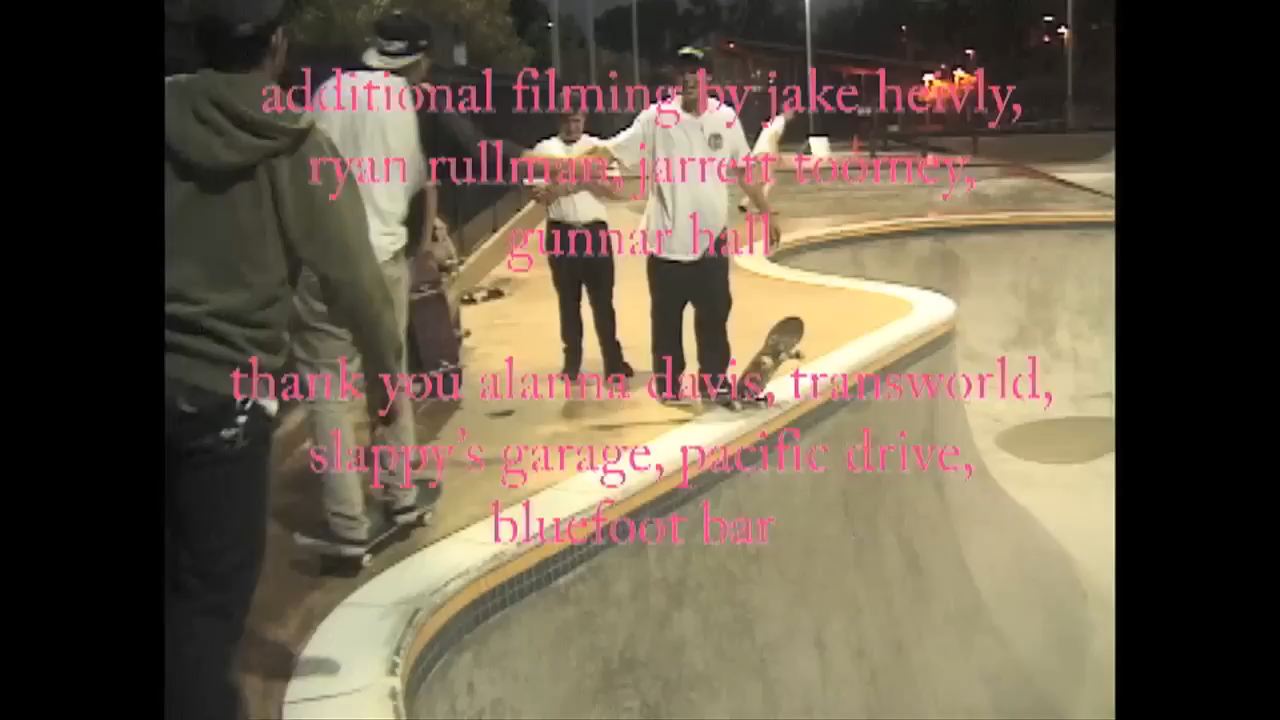 additional filming by jake heivly,
ryan rullman, jarrett toomey,
gunnar hall
thank you alanna davis, transworld,
slappy's garage, pacific drive,
bluefoot bar